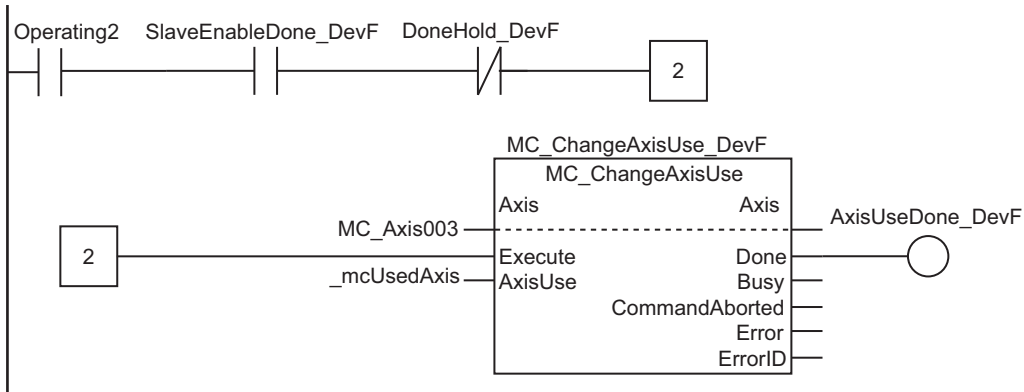 Operating2 SlaveEnableDone_DevF DoneHold_DevF
2
MC_ChangeAxisUse_DevF
MC_ChangeAxisUse
Axis Axis
MC_Axis003
AxisUseDone_DevF
2
Execute Done
_mcUsedAxis
AxisUse Busy
CommandAborted
Error
ErrorID